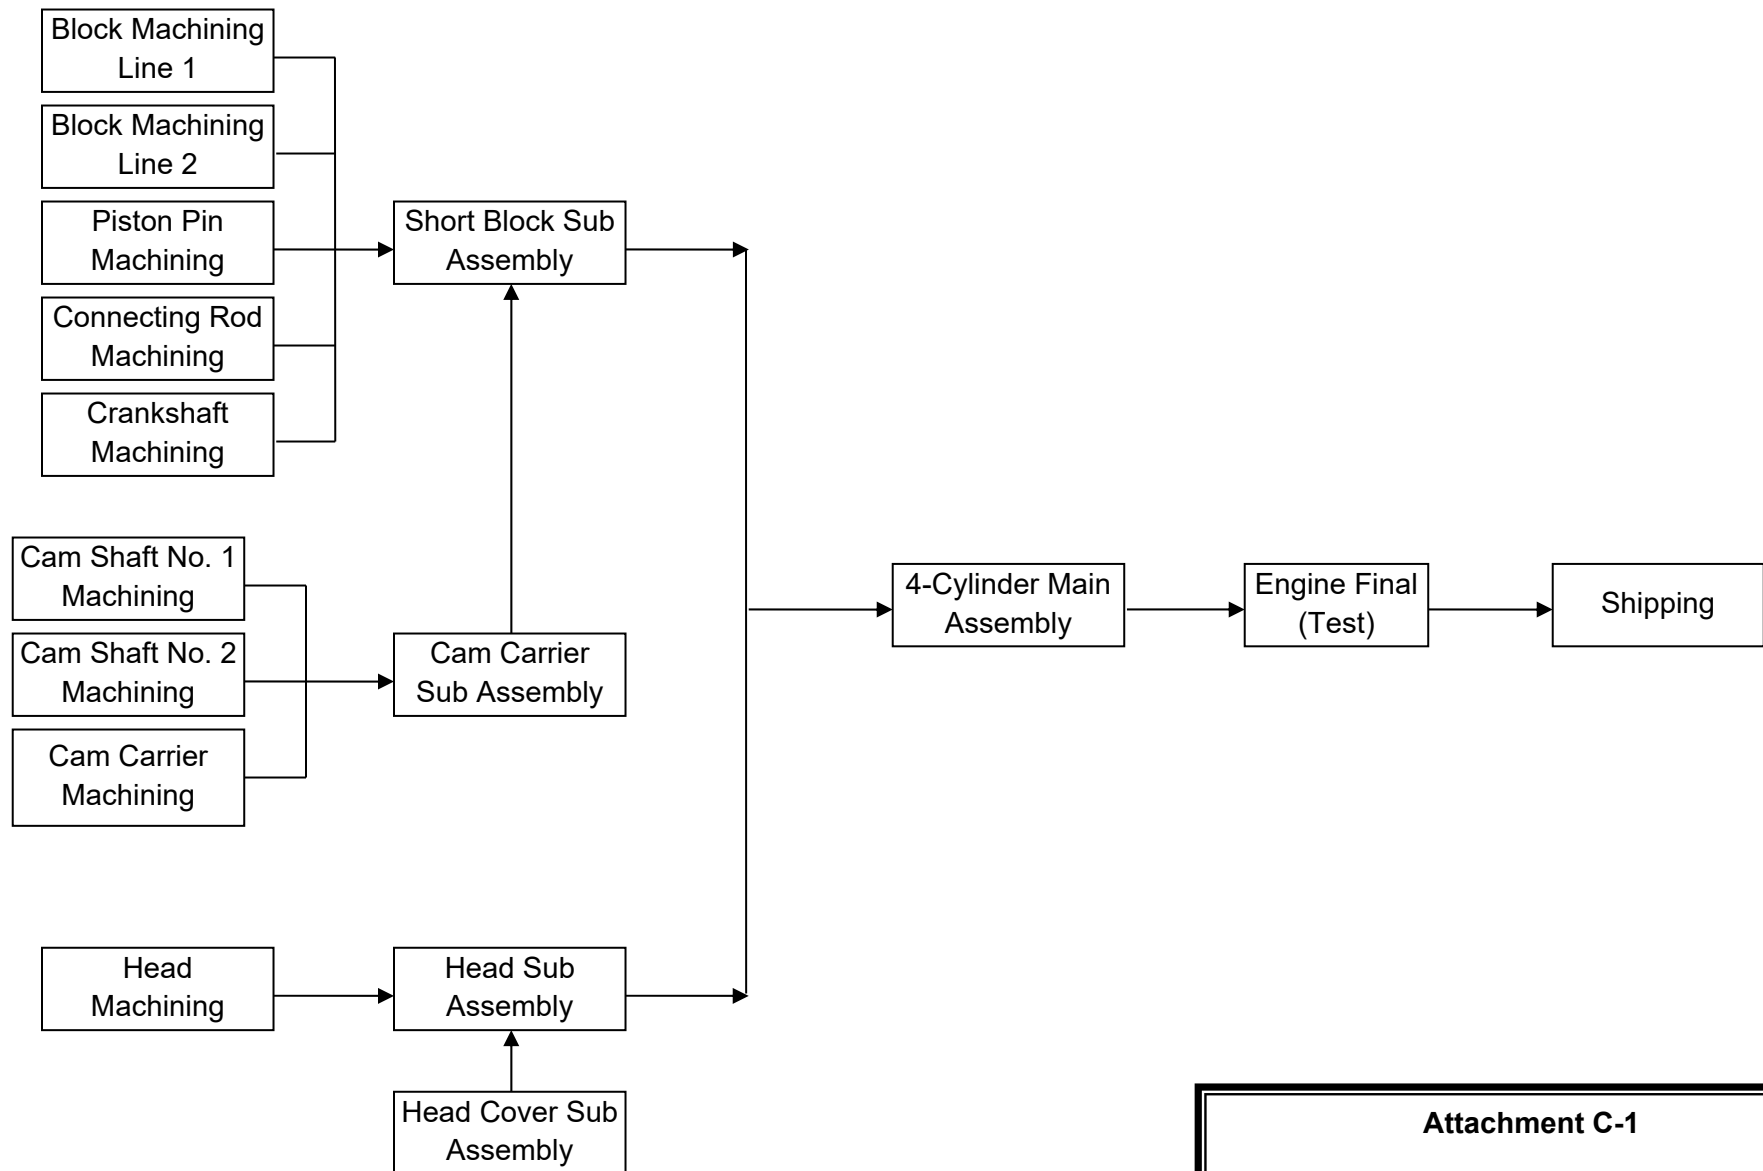 Block Machining
Line 1
Block Machining
Line 2
Piston Pin
Machining
Connecting Rod
Machining
Crankshaft
Machining
Short Block Sub
Assembly
Cam Shaft No. 1
Machining
Cam Shaft No. 2
Machining
Cam Carrier
Machining
Cam Carrier
Sub Assembly
Head
Machining
Head Sub
Assembly
Head Cover Sub
Assembly
4-Cylinder Main
Assembly
Engine Final
(Test)
Shipping
Attachment C-1